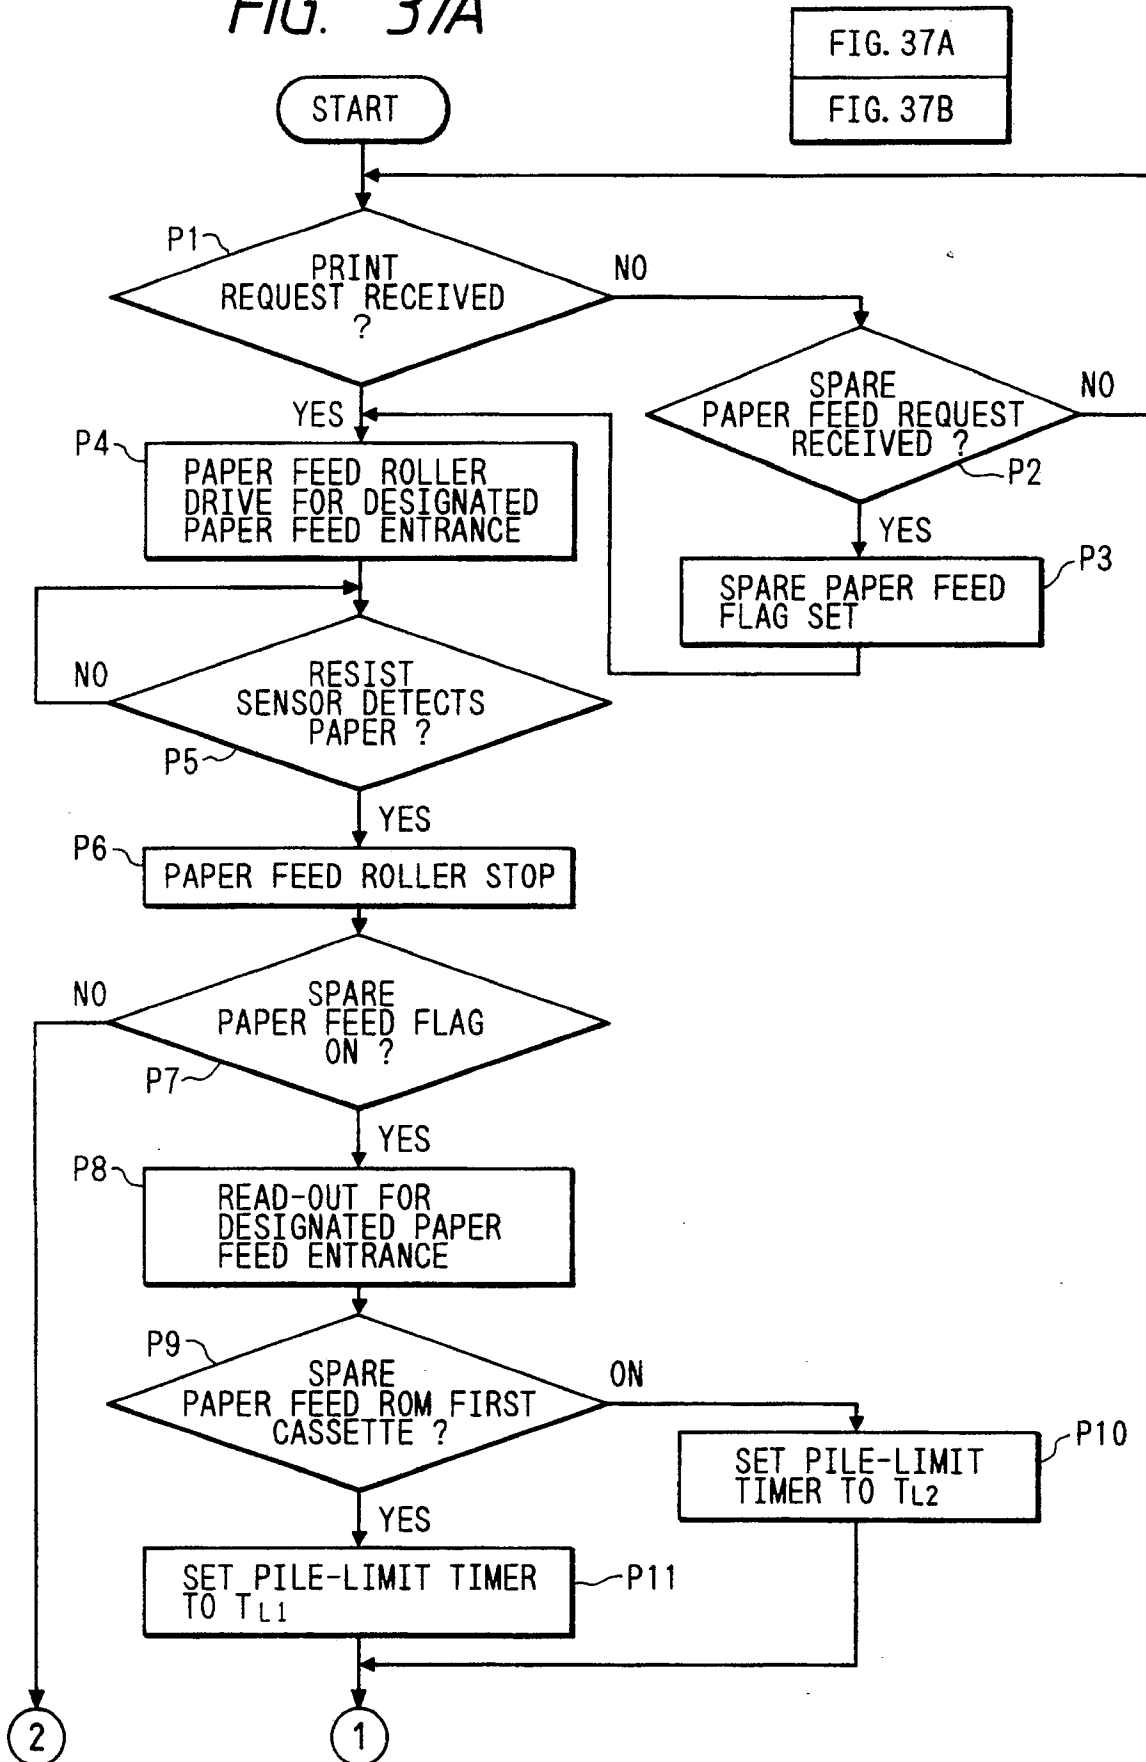 FIG. 37A
FIG. 37A
FIG. 37B
START
P1
PRINT
REQUEST RECEIVED
?
NO
SPARE
PAPER FEED REQUEST
RECEIVED ?
NO
P2
YES
YES
P4
PAPER FEED ROLLER
DRIVE FOR DESIGNATED
PAPER FEED ENTRANCE
P3
SPARE PAPER FEED
FLAG SET
NO
RESIST
SENSOR DETECTS
PAPER ?
P5
YES
P6
PAPER FEED ROLLER STOP
NO
SPARE
PAPER FEED FLAG
ON ?
P7
YES
P8
READ-OUT FOR
DESIGNATED PAPER
FEED ENTRANCE
P9
SPARE
PAPER FEED ROM FIRST
CASSETTE ?
ON
P10
SET PILE-LIMIT
TIMER TO TL2
YES
SET PILE-LIMIT TIMER
TO TL1
P11
2
1